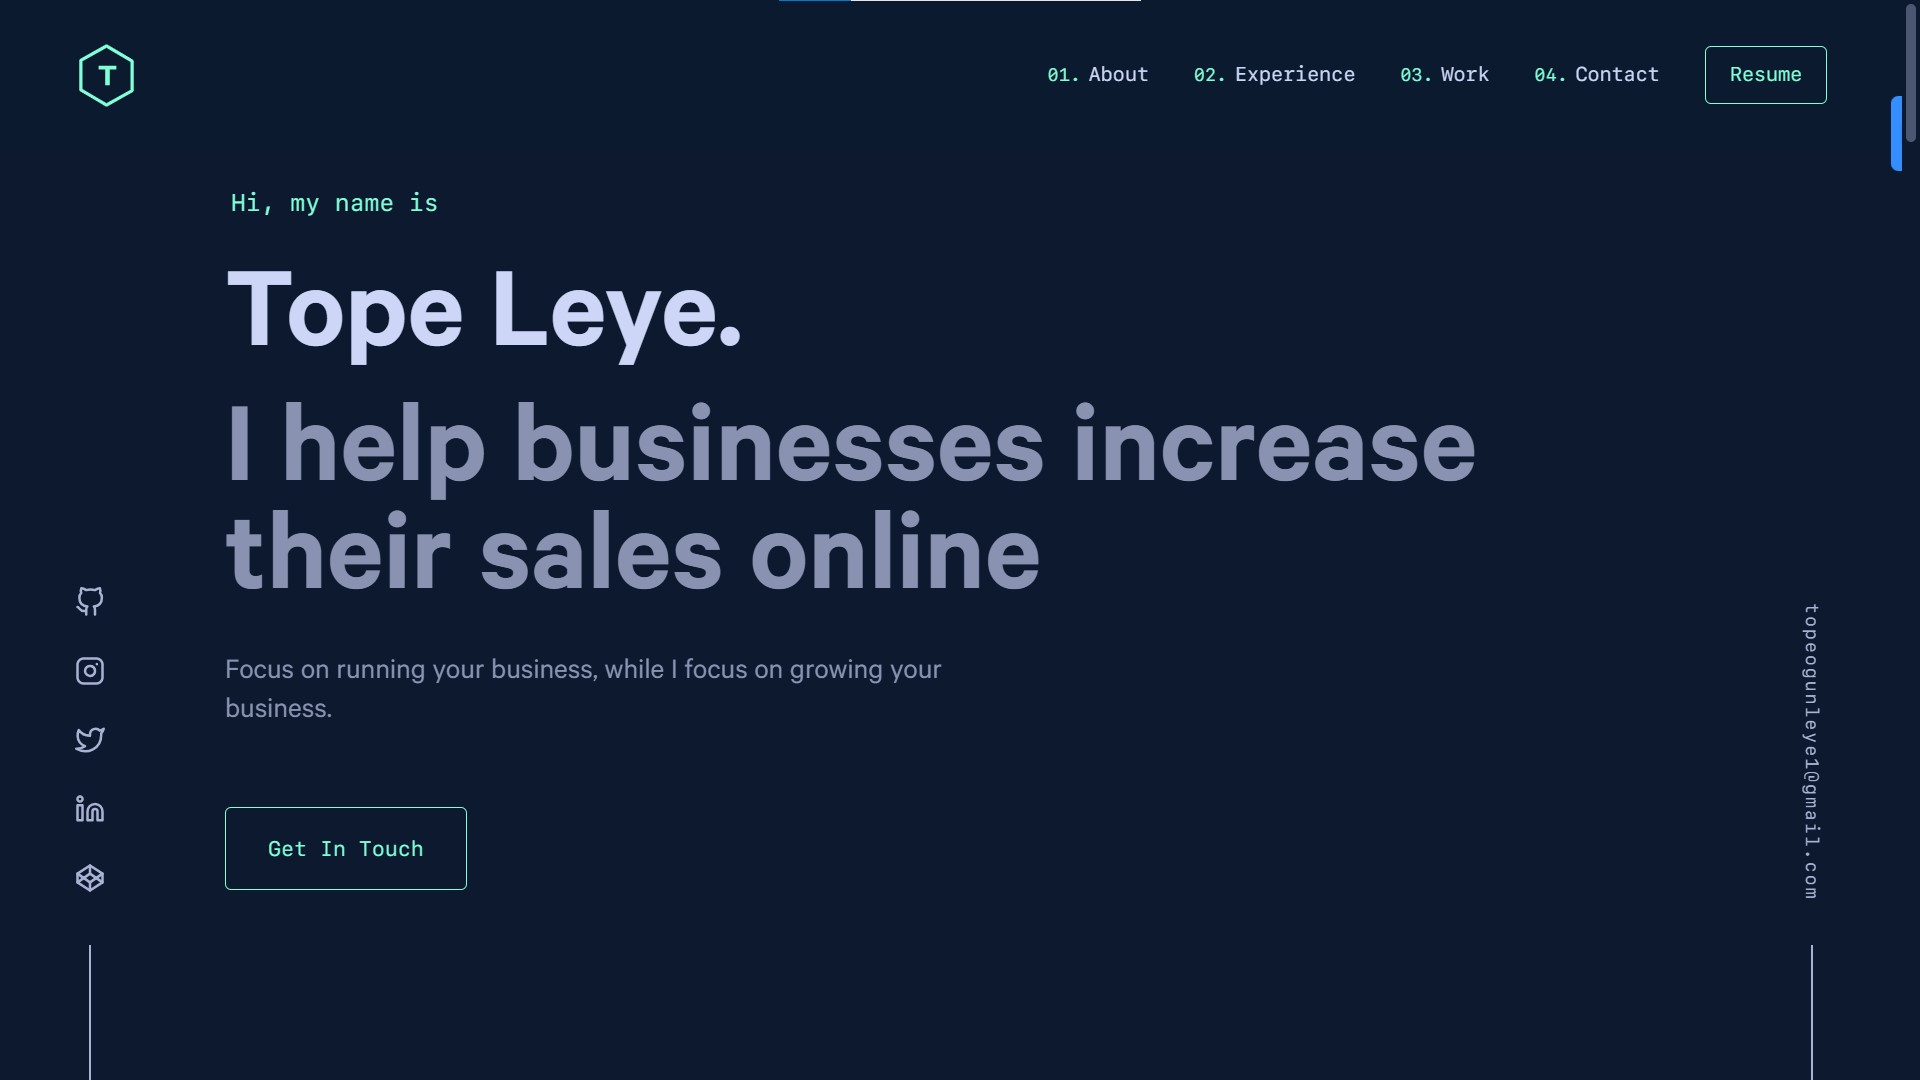 T
01. About
02. Experience
03. Work
04. Contact
Resume
Hi, my name is
Tope Leye.
I help businesses increase
their sales online
Focus on running your business, while I focus on growing your
business.
Get In Touch
topeogunleye1@gmail.com